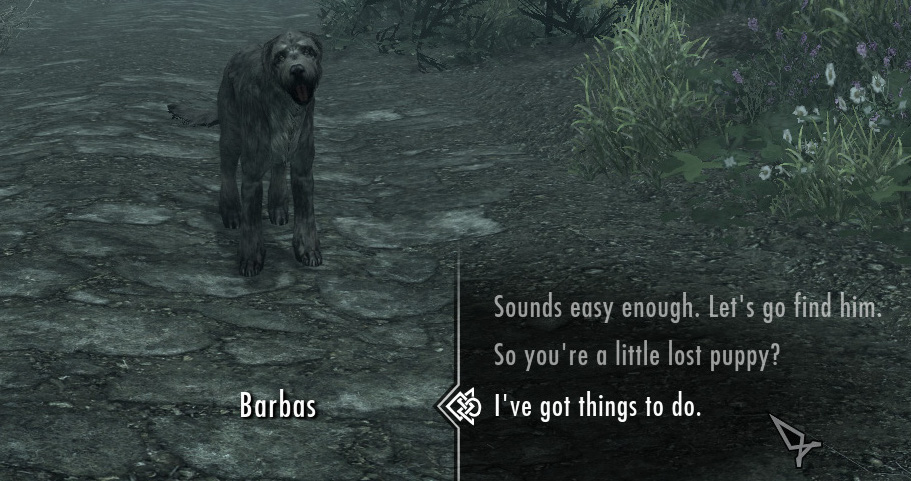 Sounds easy enough. Let's go find him.
So you're a little lost puppy?
Barbas
I've got things to do.